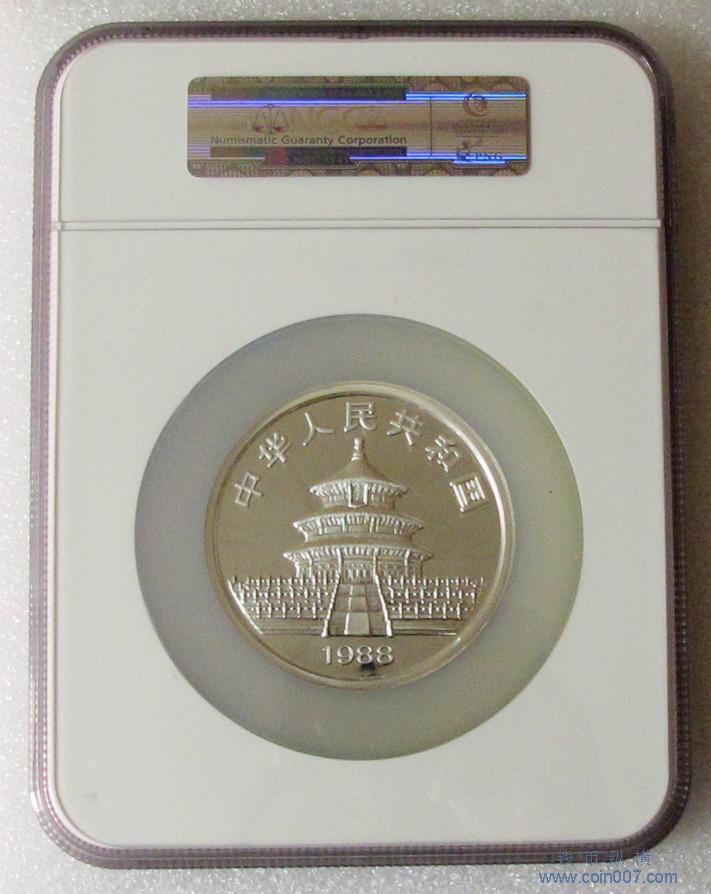 NGC
Numismatic Guaranty Corporation
PNG
中华人民共和国
1988
钱币纵横
www.coin007.com